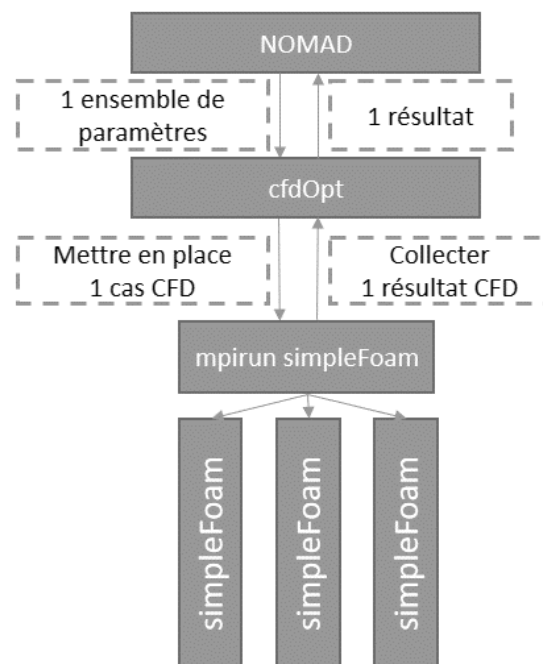 NOMAD
1 ensemble de
paramètres
1 résultat
cfdOpt
Mettre en place
1 cas CFD
Collecter
1 résultat CFD
mpirun simpleFoam
simpleFoam
simpleFoam
simpleFoam